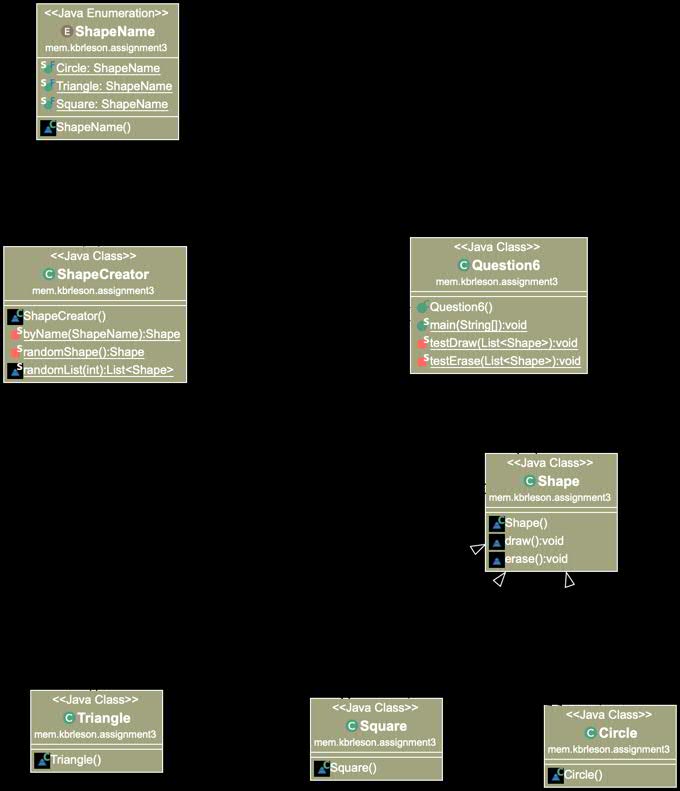 <<Java Enumeration>>
E ShapeName
mem.kbrleson.assignment3
S F Circle: ShapeName
S F Triangle: ShapeName
S F Square: ShapeName
C ShapeName()
<<Java Class>>
C ShapeCreator
mem.kbrleson.assignment3
C ShapeCreator()
S byName(ShapeName):Shape
S randomShape():Shape
S randomList(int):List<Shape>
<<Java Class>>
C Question6
mem.kbrleson.assignment3
C Question6()
S main(String[]):void
S testDraw(List<Shape>):void
S testErase(List<Shape>):void
<<Java Class>>
C Shape
mem.kbrleson.assignment3
C Shape()
draw():void
erase():void
<<Java Class>>
C Triangle
mem.kbrleson.assignment3
C Triangle()
<<Java Class>>
C Square
mem.kbrleson.assignment3
C Square()
<<Java Class>>
C Circle
mem.kbrleson.assignment3
C Circle()